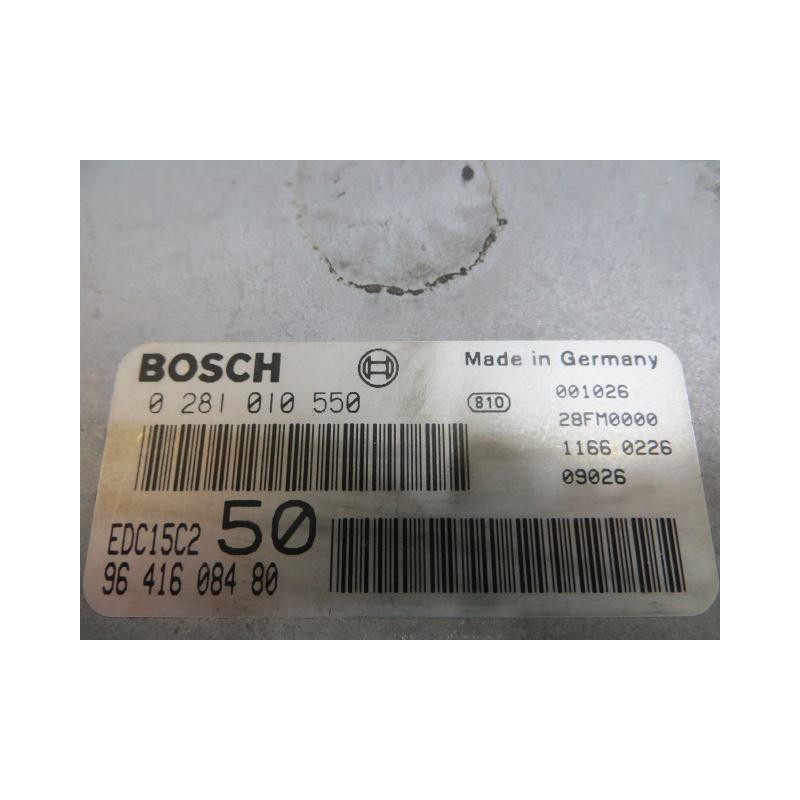 BOSCH Made in Germany
0 281 010 550 810 001026
28FM0000
1166 0226
09026
EDC15C2 50
96 416 084 80